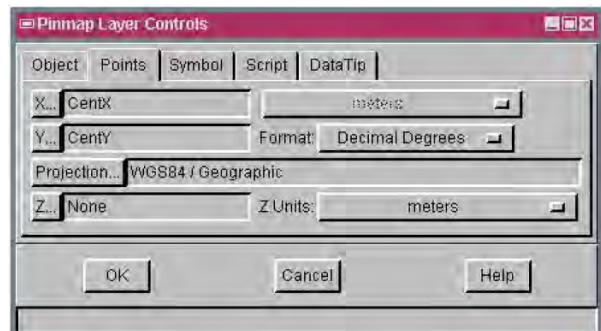 Pinmap Layer Controls
Object Points Symbol Script DataTip
X... CentX meters
Y... CentY Format: Decimal Degrees
Projection... WGS84 / Geographic
Z... None Z Units: meters
OK Cancel Help